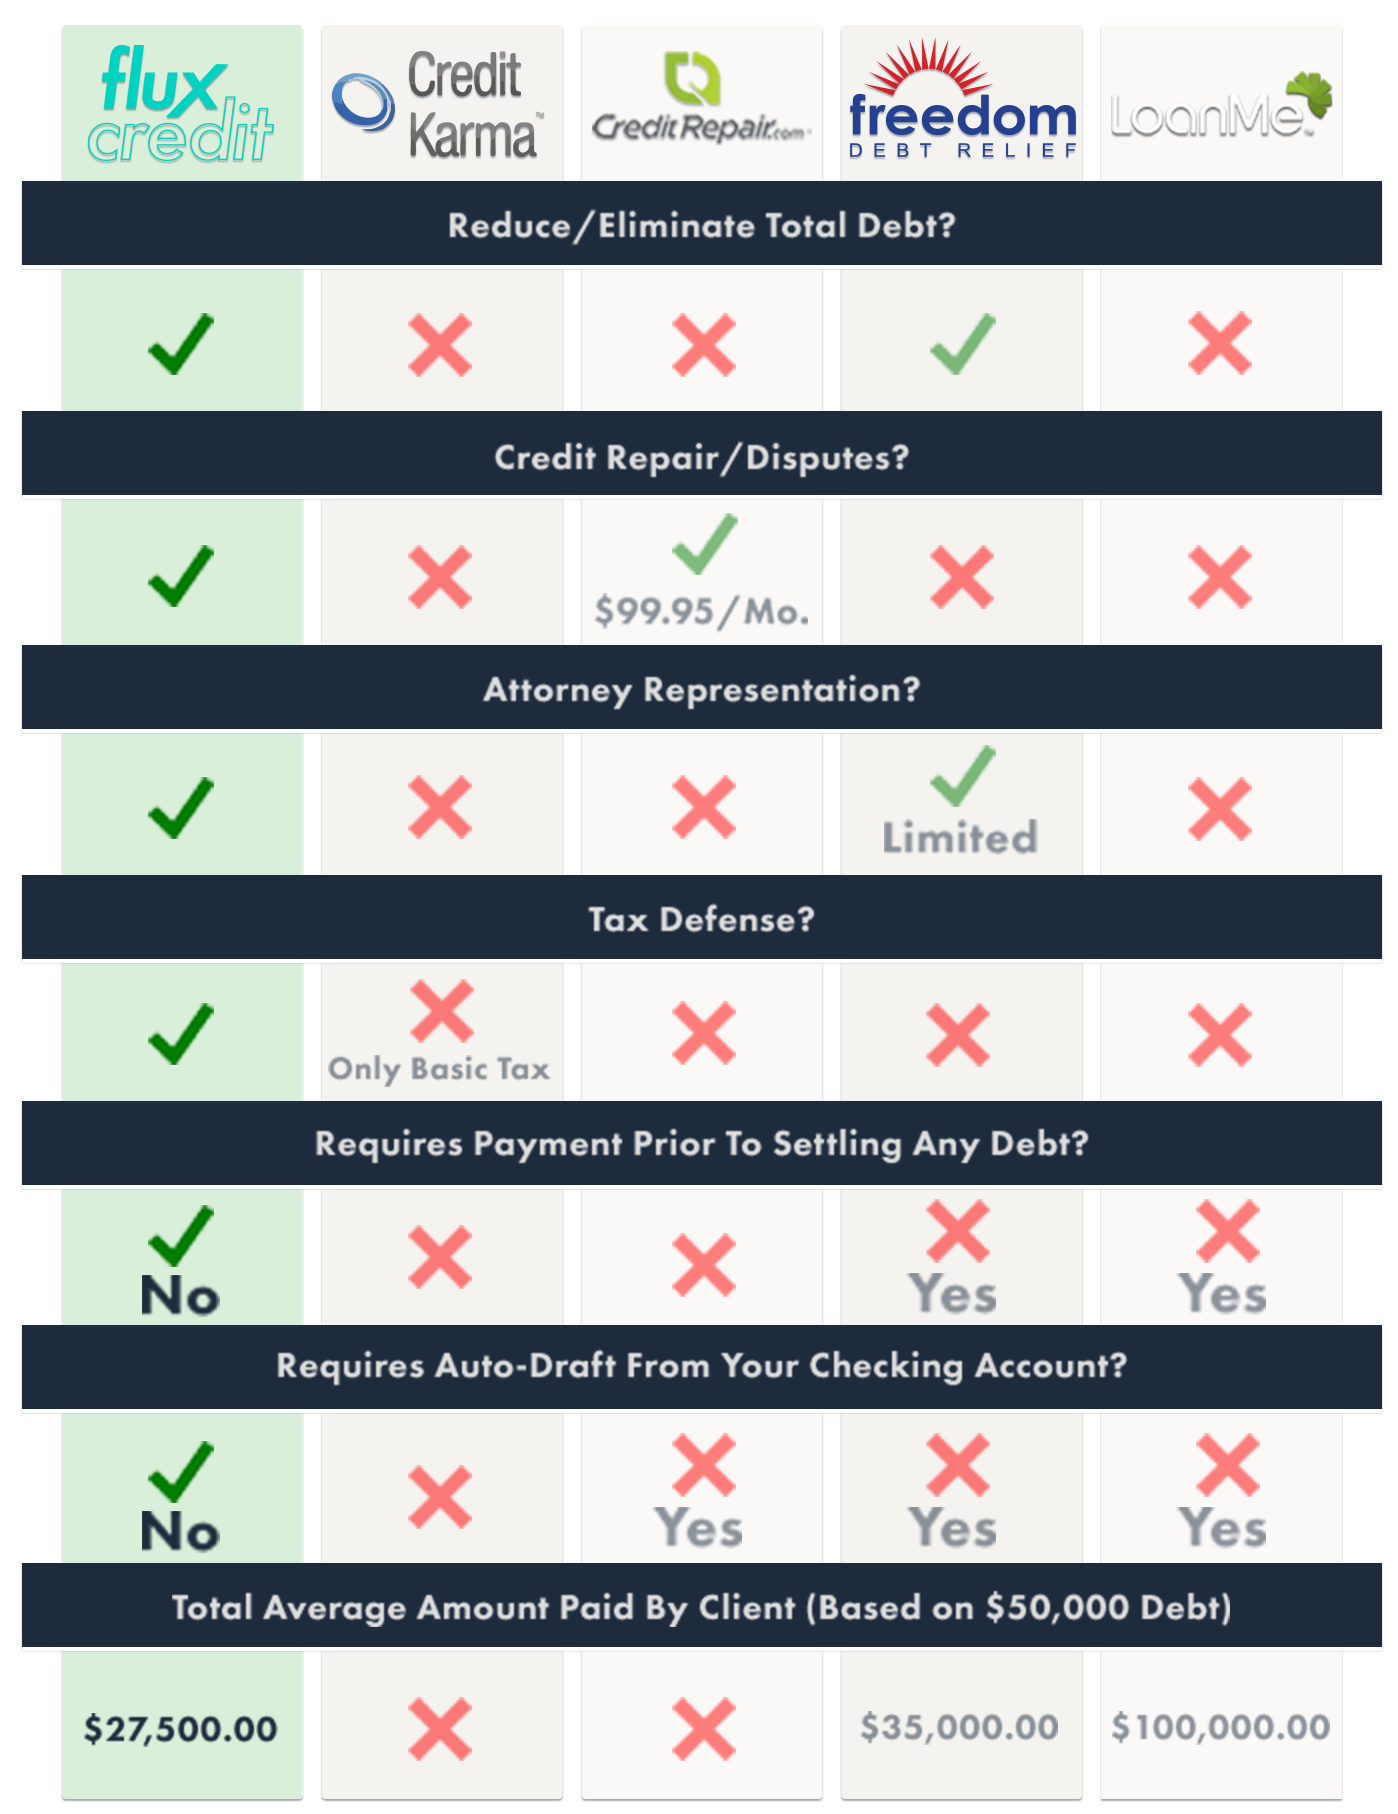 flux
credit
Credit
Karma™
CreditRepair.com
freedom
DEBT RELIEF
LoanMe™
Reduce/Eliminate Total Debt?
Credit Repair/Disputes?
$99.95/Mo.
Attorney Representation?
Limited
Tax Defense?
Only Basic Tax
Requires Payment Prior To Settling Any Debt?
No
Yes
Yes
Requires Auto-Draft From Your Checking Account?
No
Yes
Yes
Yes
Total Average Amount Paid By Client (Based on $50,000 Debt)
$27,500.00
$35,000.00
$100,000.00